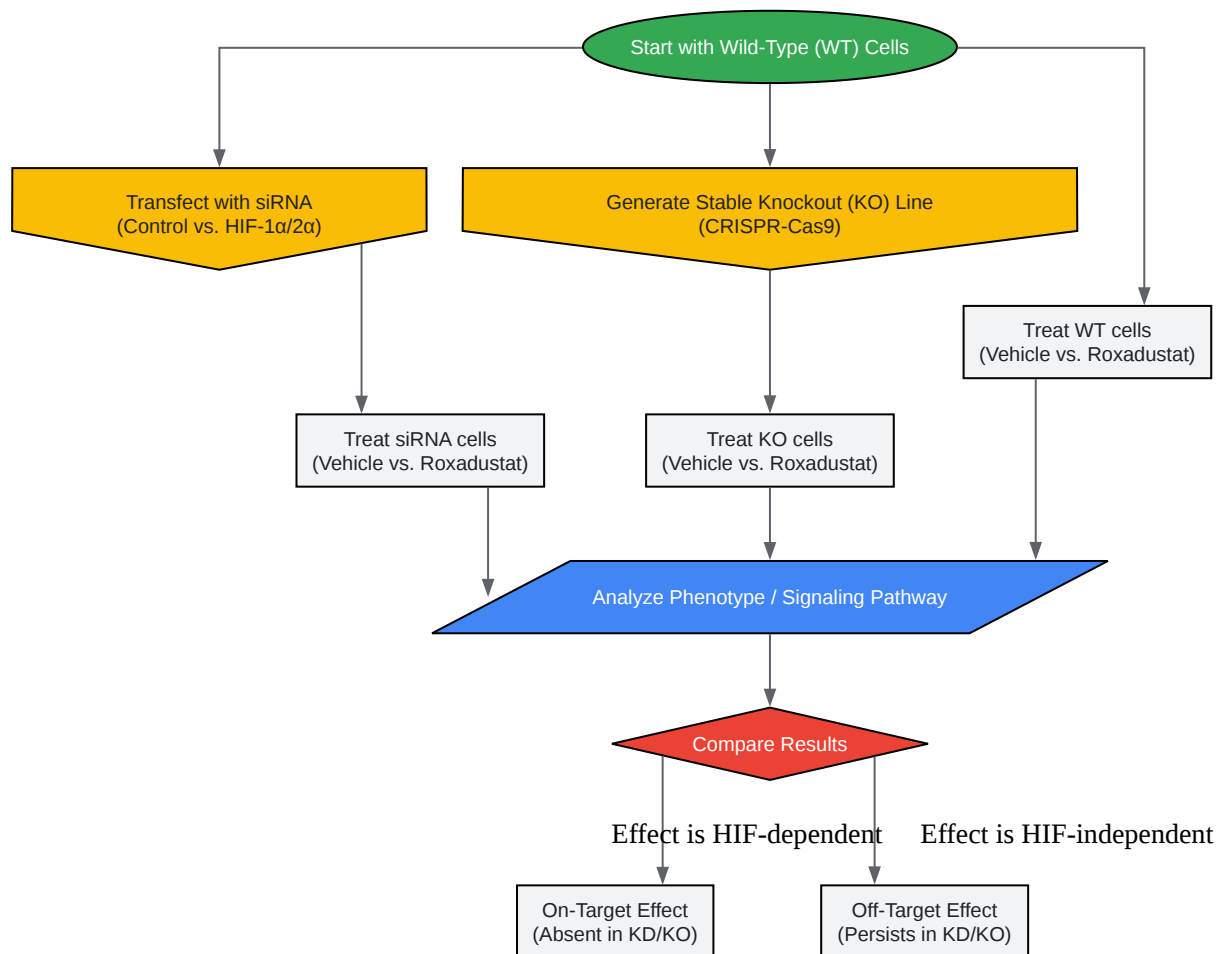 Start with Wild-Type (WT) Cells
Transfect with siRNA
(Control vs. HIF-1α/2α)
Generate Stable Knockout (KO) Line
(CRISPR-Cas9)
Treat WT cells
(Vehicle vs. Roxadustat)
Treat siRNA cells
(Vehicle vs. Roxadustat)
Treat KO cells
(Vehicle vs. Roxadustat)
Analyze Phenotype / Signaling Pathway
Compare Results
Effect is HIF-dependent
Effect is HIF-independent
On-Target Effect
(Absent in KD/KO)
Off-Target Effect
(Persists in KD/KO)